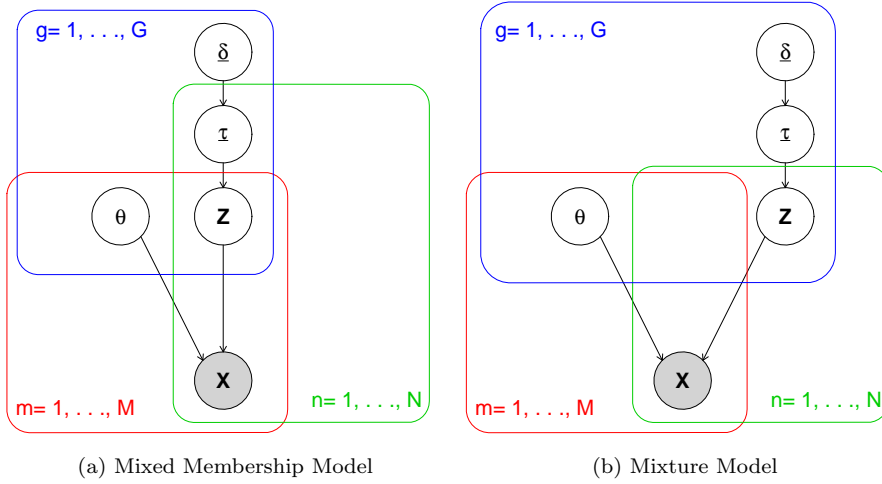 g= 1, . . ., G
δ
τ
θ
Z
X
m= 1, . . ., M
n= 1, . . ., N
(a) Mixed Membership Model
g= 1, . . ., G
δ
τ
θ
Z
X
m= 1, . . ., M
n= 1, . . ., N
(b) Mixture Model